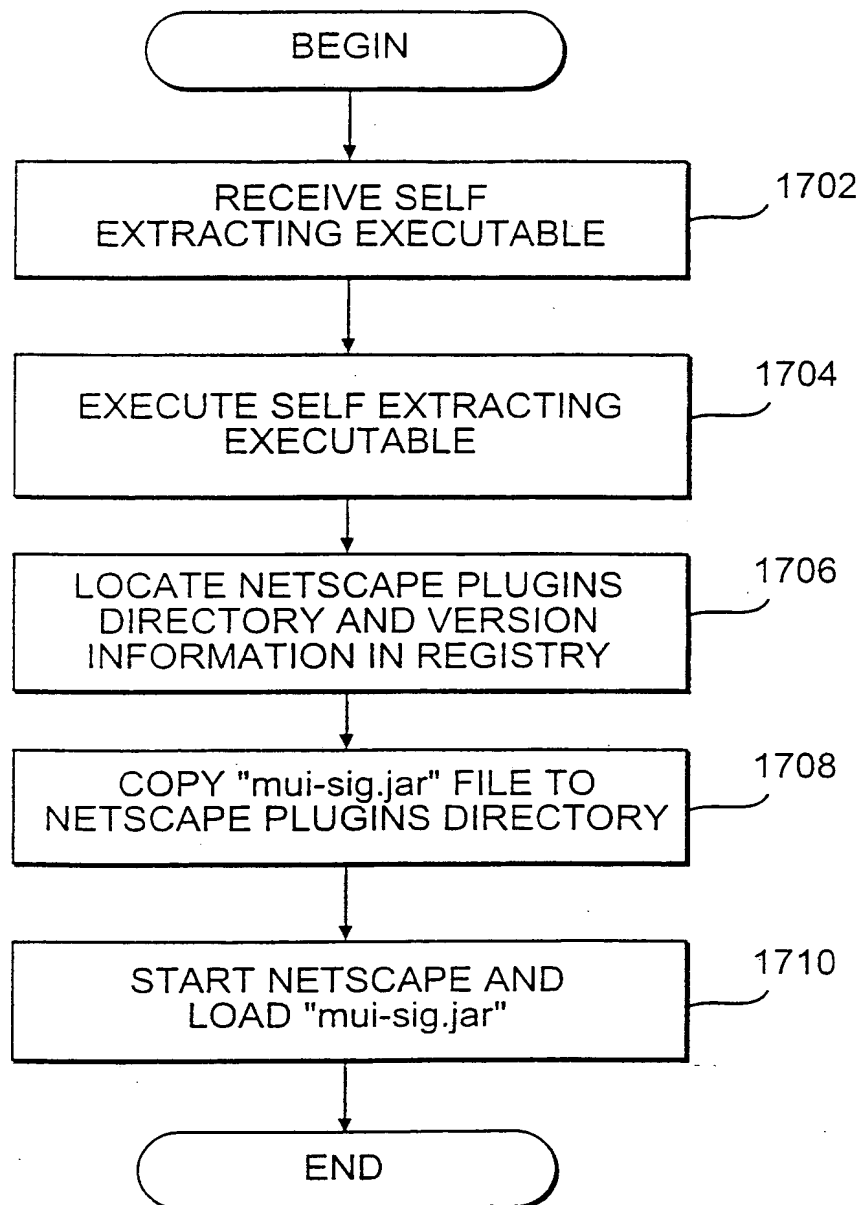 BEGIN
RECEIVE SELF
EXTRACTING EXECUTABLE
1702
EXECUTE SELF EXTRACTING
EXECUTABLE
1704
LOCATE NETSCAPE PLUGINS
DIRECTORY AND VERSION
INFORMATION IN REGISTRY
1706
COPY "mui-sig.jar" FILE TO
NETSCAPE PLUGINS DIRECTORY
1708
START NETSCAPE AND
LOAD "mui-sig.jar"
1710
END